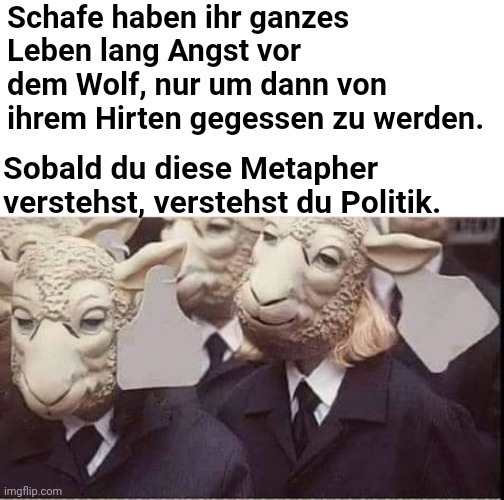 Schafe haben ihr ganzes
Leben lang Angst vor
dem Wolf, nur um dann von
ihrem Hirten gegessen zu werden.
Sobald du diese Metapher
verstehst, verstehst du Politik.
imgflip.com